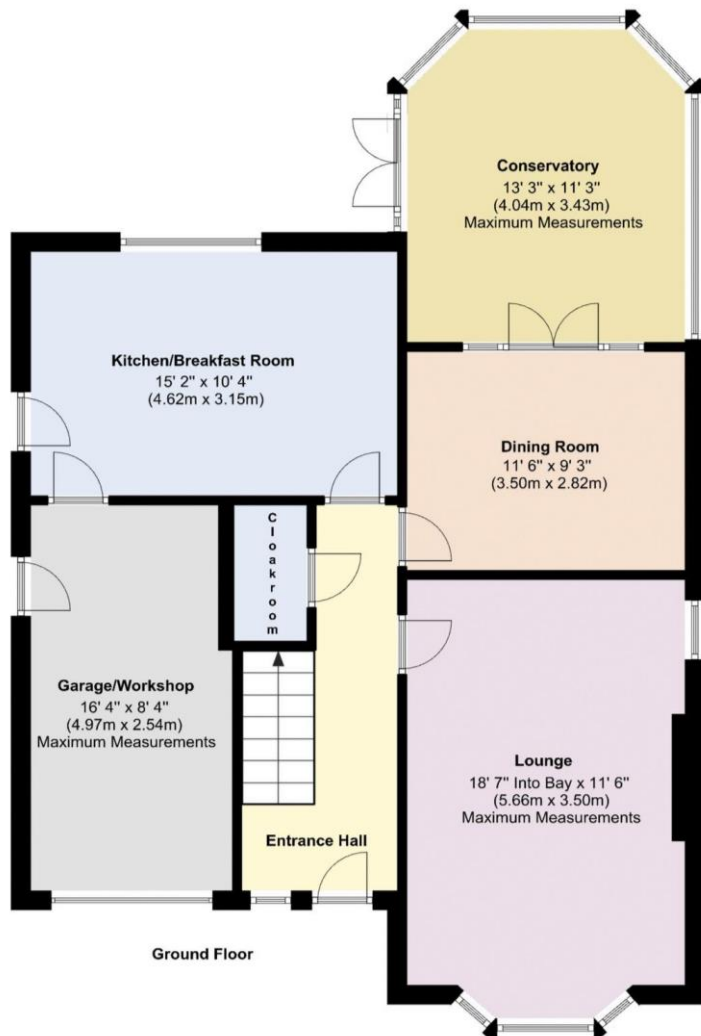 Conservatory
13' 3" x 11' 3"
(4.04m x 3.43m)
Maximum Measurements
Kitchen/Breakfast Room
15' 2" x 10' 4"
(4.62m x 3.15m)
Dining Room
11' 6" x 9' 3"
(3.50m x 2.82m)
Cloakroom
Garage/Workshop
16' 4" x 8' 4"
(4.97m x 2.54m)
Maximum Measurements
Lounge
18' 7" Into Bay x 11' 6"
(5.66m x 3.50m)
Maximum Measurements
Entrance Hall
Ground Floor